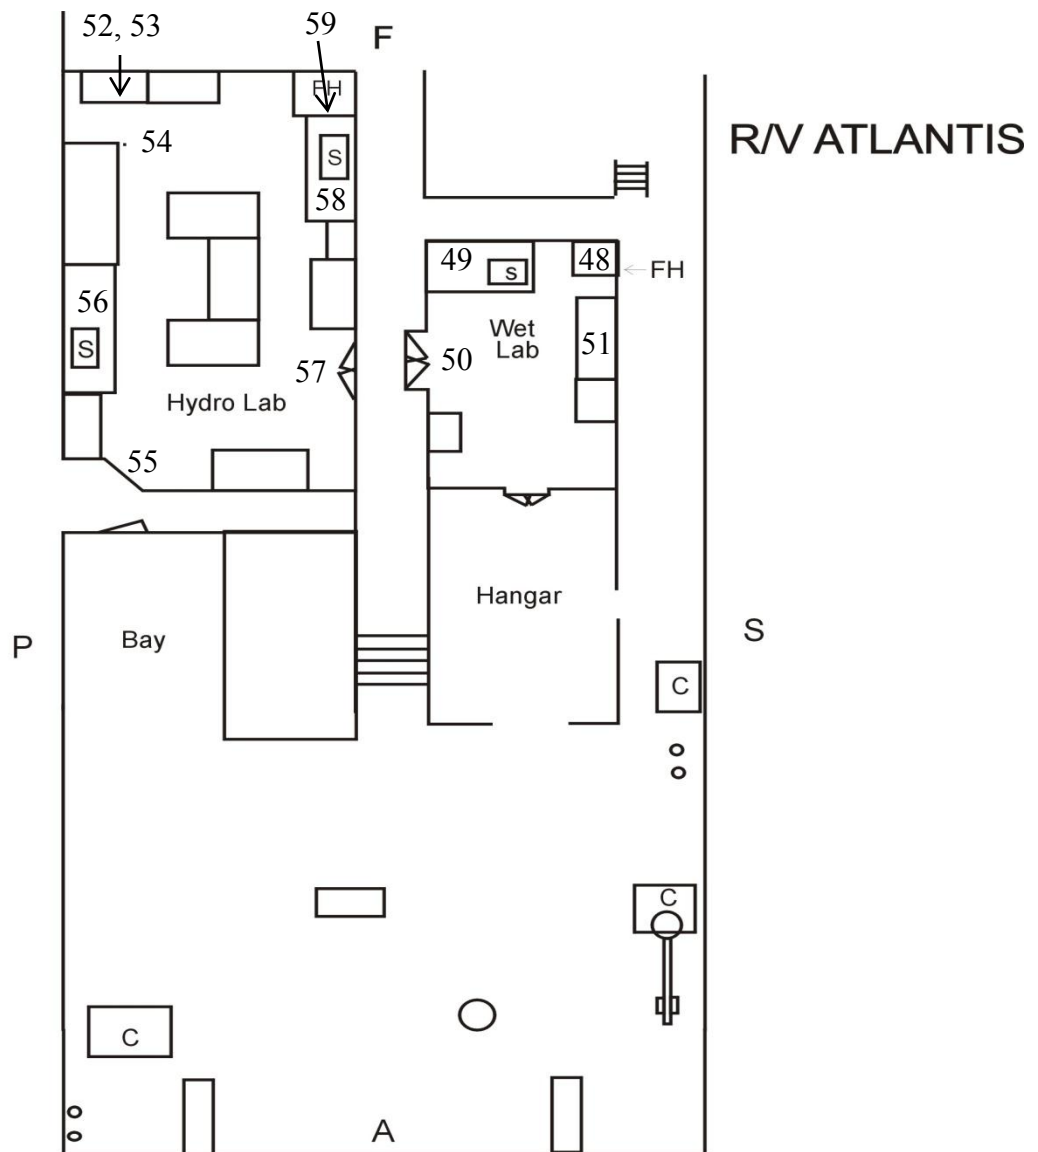 52, 53
59
F
FH
R/V ATLANTIS
54
S
58
49
s
48
FH
56
Wet
Lab
51
S
50
57
Hydro Lab
55
Hangar
P
Bay
S
C
C
C
A